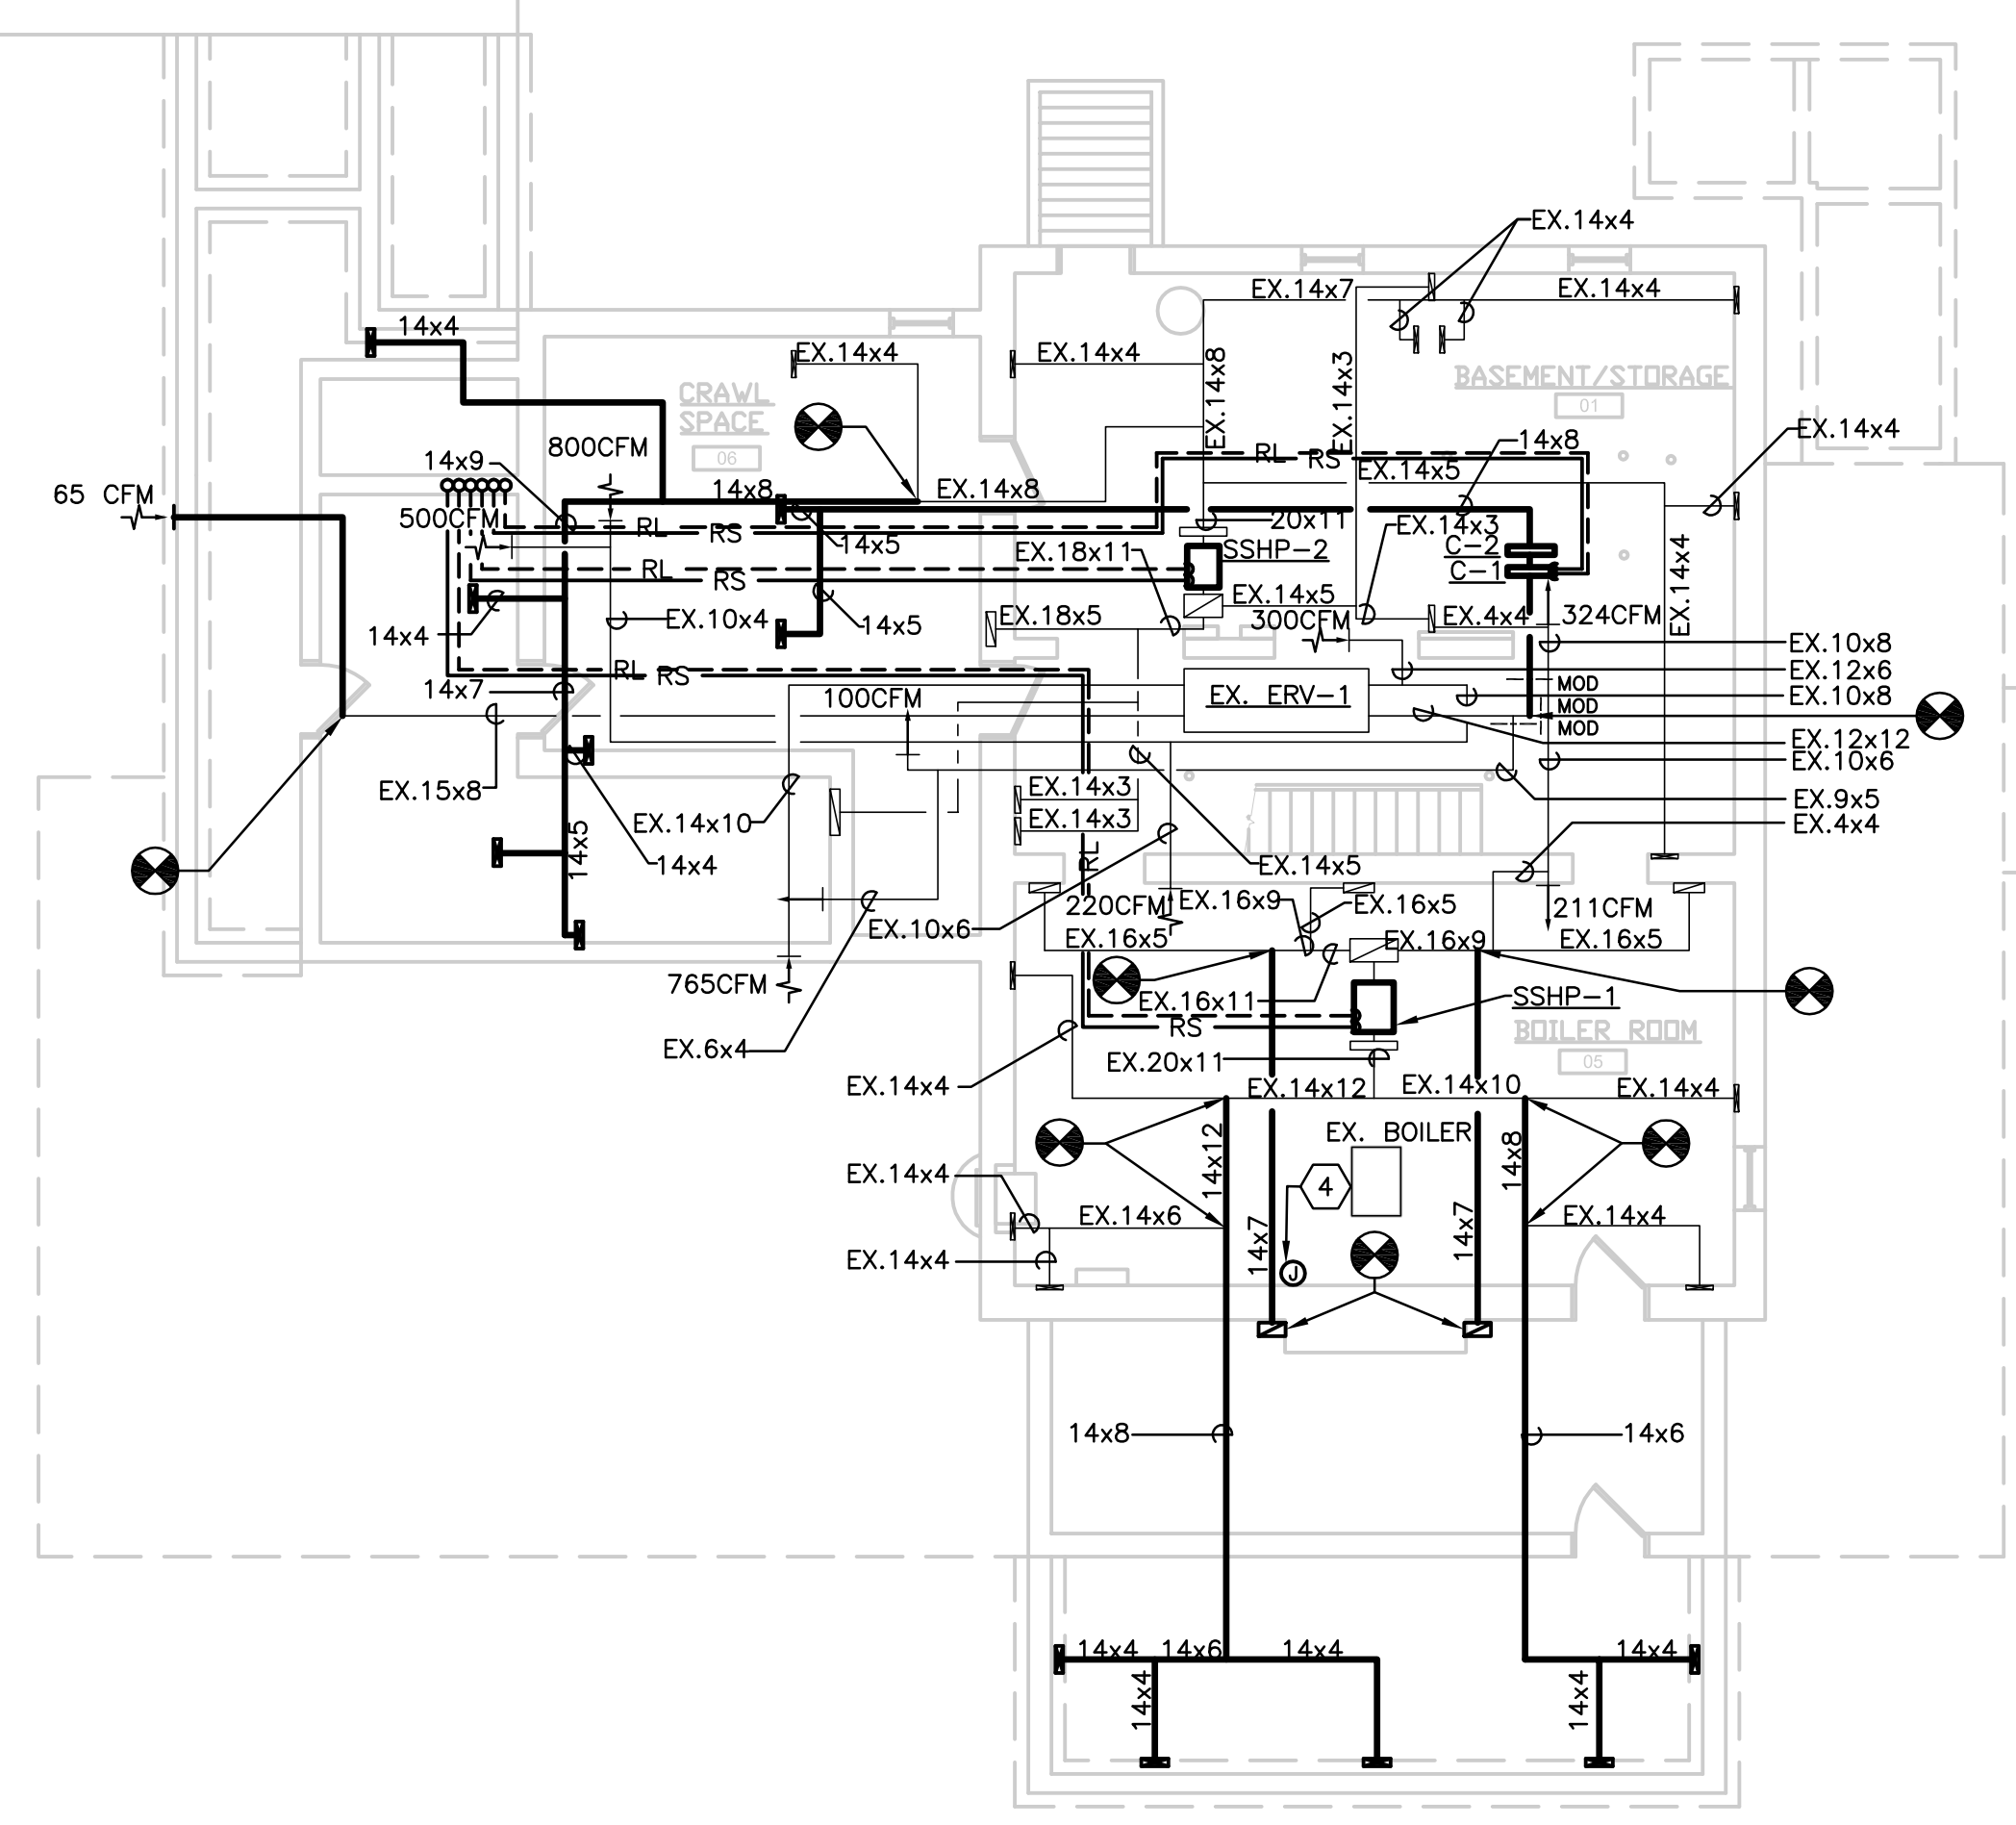 EX.14x4
EX.14x7
EX.14x4
14x4
EX.14x4
EX.14x4
EX.14x8
EX.14x3
BASEMENT/STORAGE
01
CRAWL
SPACE
06
EX.14x4
800CFM
14x8
14x9
RL
RS
EX.14x5
65 CFM
14x8
EX.14x8
500CFM
RL
RS
14x5
20x11
EX.14x3
EX.18x11
SSHP-2
C-2
C-1
RL
RS
EX.14x4
EX.14x5
14x4
EX.10x4
14x5
EX.18x5
300CFM
EX.4x4
324CFM
EX.10x8
RL
RS
EX.12x6
14x7
100CFM
EX. ERV-1
MOD
EX.10x8
MOD
MOD
EX.12x12
EX.10x6
EX.15x8
EX.14x3
EX.9x5
EX.14x10
EX.14x3
EX.4x4
14x5
14x4
RL
EX.14x5
220CFM
EX.16x9
EX.16x5
211CFM
EX.10x6
EX.16x5
EX.16x9
EX.16x5
765CFM
EX.16x11
SSHP-1
RS
BOILER ROOM
05
EX.6x4
EX.20x11
EX.14x4
EX.14x12
EX.14x10
EX.14x4
EX. BOILER
14x12
14x8
EX.14x4
4
EX.14x6
EX.14x4
14x7
14x7
EX.14x4
J
14x8
14x6
14x4
14x6
14x4
14x4
14x4
14x4